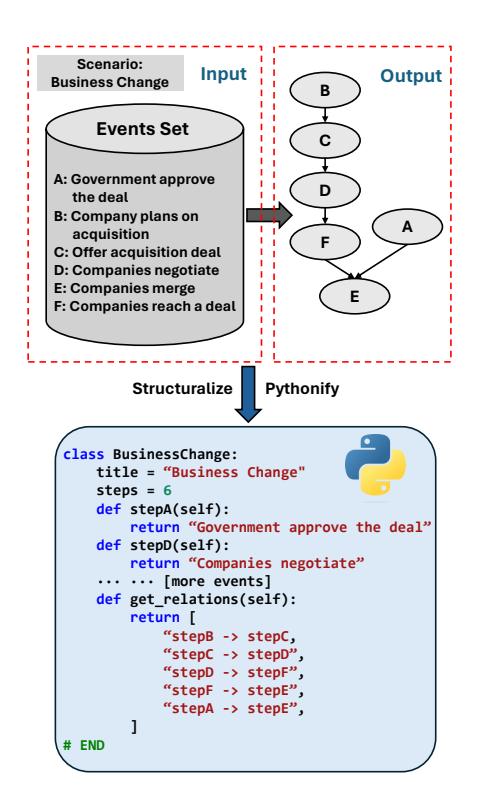 Scenario:
Business Change
Input
Output
Events Set
A: Government approve
the deal
B: Company plans on
acquisition
C: Offer acquisition deal
D: Companies negotiate
E: Companies merge
F: Companies reach a deal
B
C
D
F
A
E
Structuralize
Pythonify
class BusinessChange:
    title = “Business Change"
    steps = 6
    def stepA(self):
        return “Government approve the deal”
    def stepD(self):
        return “Companies negotiate”
    ... ... [more events]
    def get_relations(self):
        return [
            “stepB -> stepC,
            “stepC -> stepD”,
            “stepD -> stepF”,
            “stepF -> stepE”,
            “stepA -> stepE”,
        ]
# END